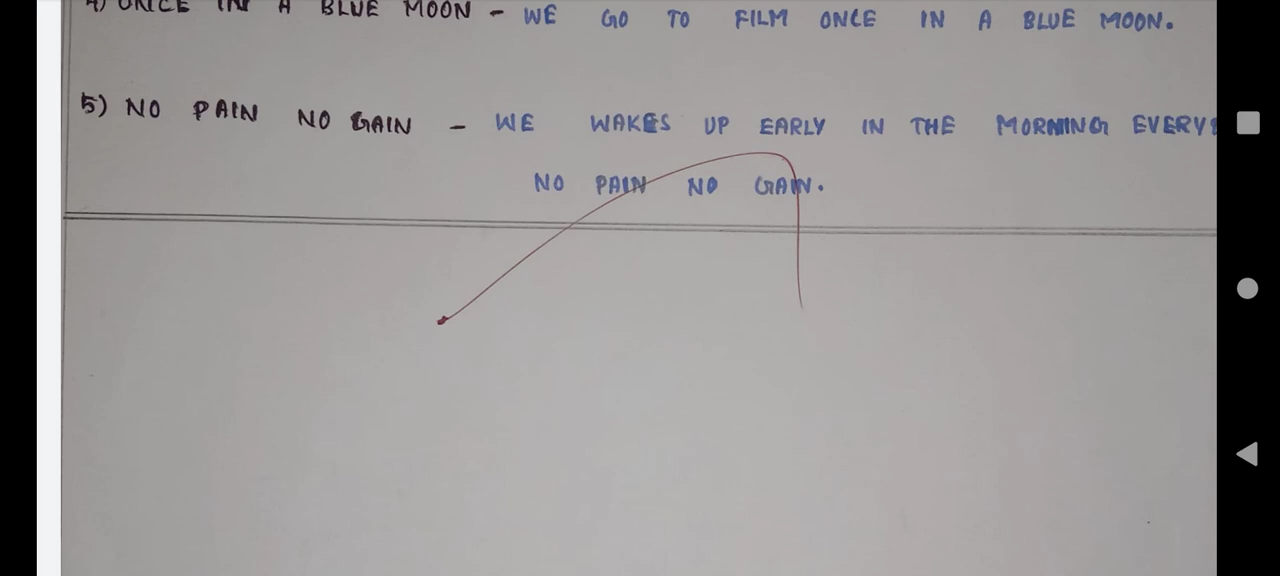 4) ONCE IN A BLUE MOON - WE GO TO FILM ONCE IN A BLUE MOON.
5) NO PAIN NO GAIN - WE WAKES UP EARLY IN THE MORNING
NO PAIN NO GAIN.